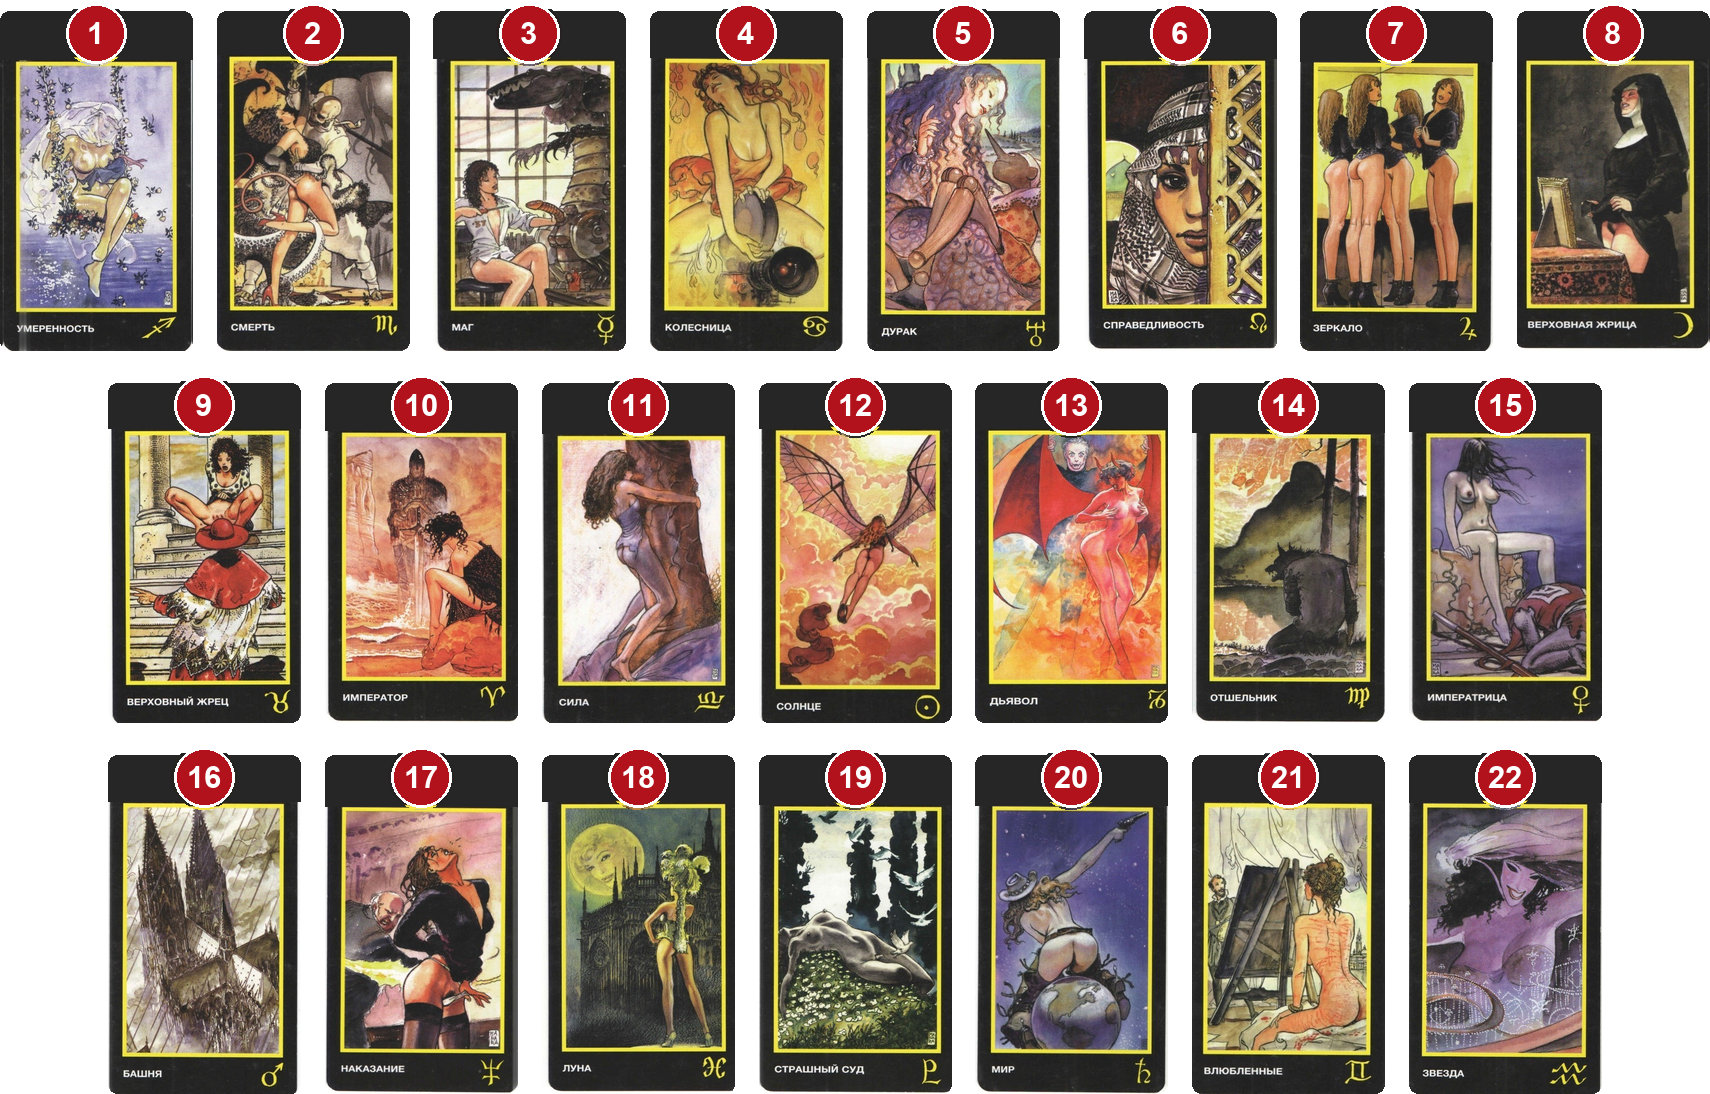 1
2
3
4
5
6
7
8
УМЕРЕННОСТЬ
СМЕРТЬ
МАГ
КОЛЕСНИЦА
ДУРАК
СПРАВЕДЛИВОСТЬ
ЗЕРКАЛО
ВЕРХОВНАЯ ЖРИЦА
9
10
11
12
13
14
15
ВЕРХОВНЫЙ ЖРЕЦ
ИМПЕРАТОР
СИЛА
СОЛНЦЕ
ДЬЯВОЛ
ОТШЕЛЬНИК
ИМПЕРАТРИЦА
16
17
18
19
20
21
22
БАШНЯ
НАКАЗАНИЕ
ЛУНА
СТРАШНЫЙ СУД
МИР
ВЛЮБЛЕННЫЕ
ЗВЕЗДА